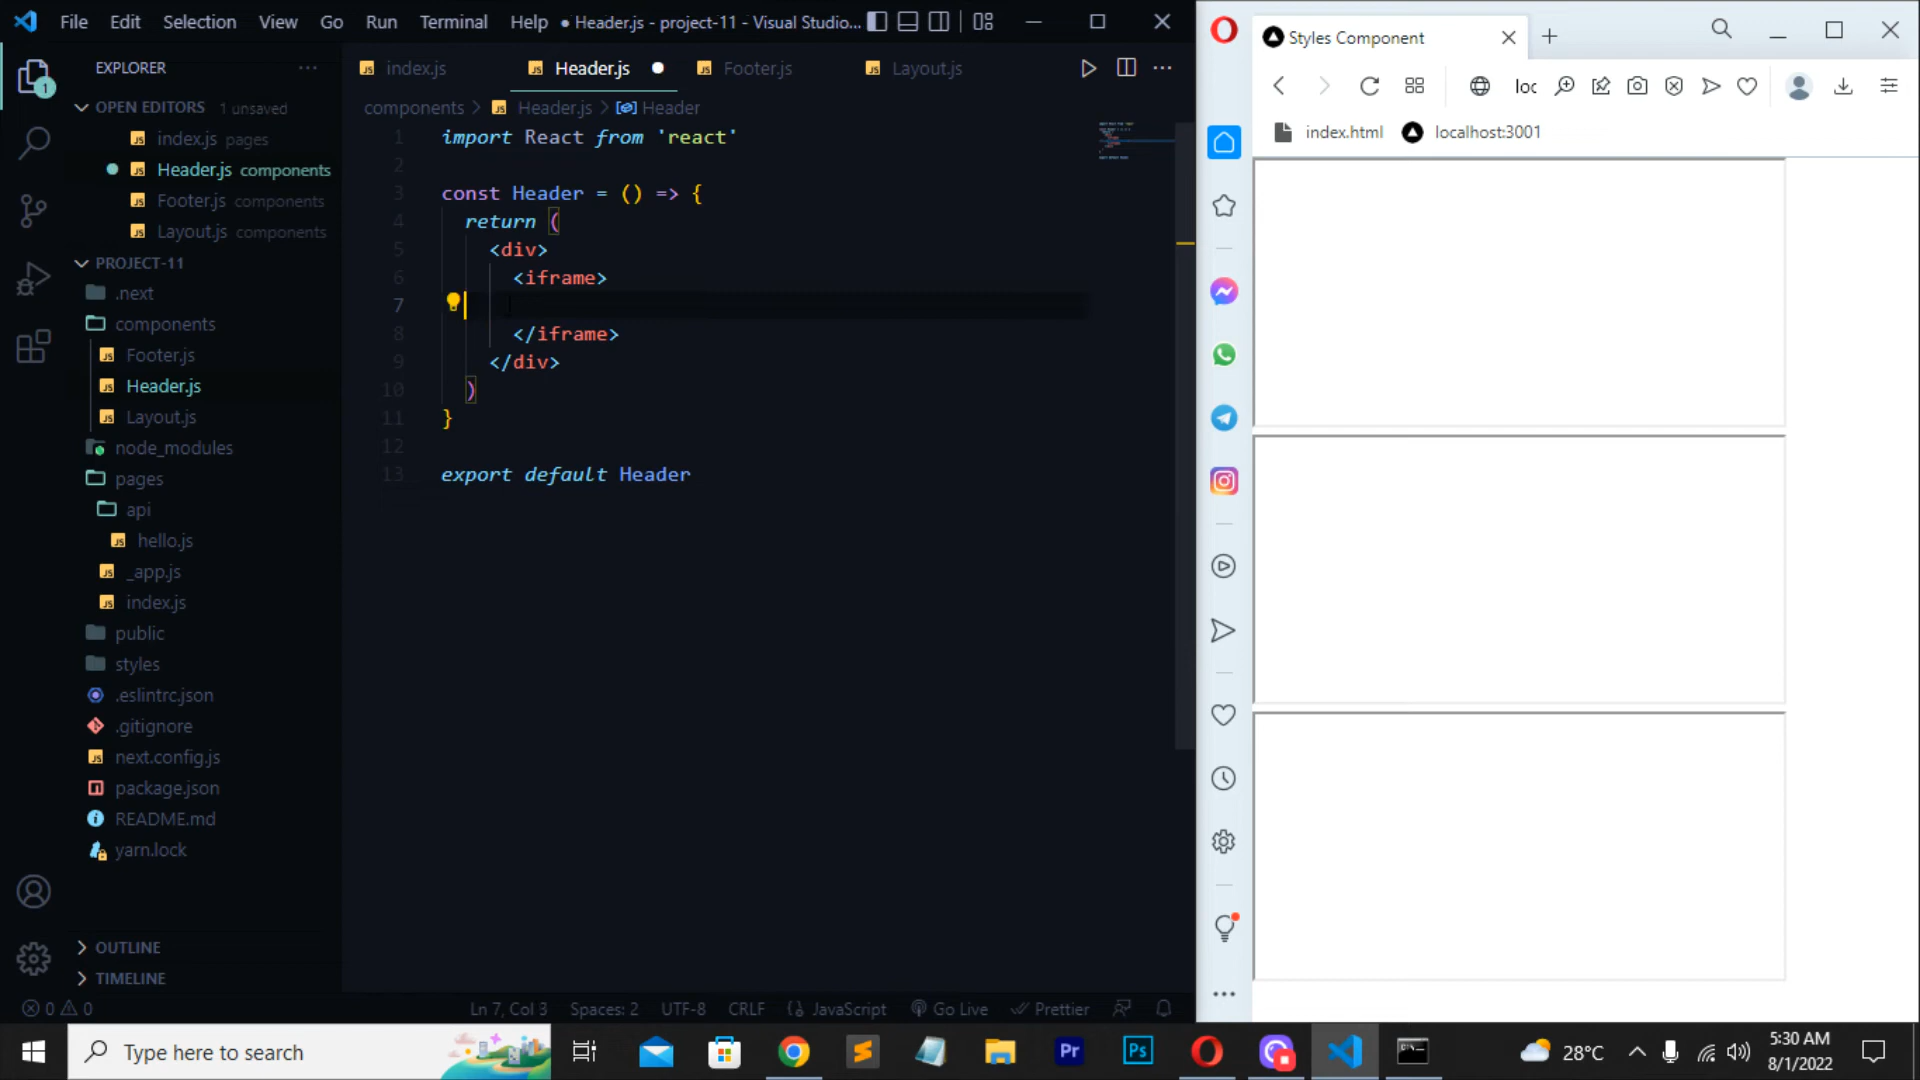 File Edit Selection View Go Run Terminal Help ● Header.js - project-11 - Visual Studio...
EXPLORER
OPEN EDITORS 1 unsaved
index.js pages
Header.js components
Footer.js components
Layout.js components
PROJECT-11
.next
components
Footer.js
Header.js
Layout.js
node_modules
pages
api
hello.js
_app.js
index.js
public
styles
.eslintrc.json
.gitignore
next.config.js
package.json
README.md
yarn.lock
OUTLINE
TIMELINE
1
index.js Header.js Footer.js Layout.js
components > Header.js > Header
1 import React from 'react'
2
3 const Header = () => {
4 return (
5 <div>
6 <iframe>
7
8 </iframe>
9 </div>
10 )
11 }
12
13 export default Header
0 0 Ln 7, Col 3 Spaces: 2 UTF-8 CRLF {} JavaScript Go Live Prettier
Styles Component
loc
index.html localhost:3001
Type here to search
Pr Ps
28°C
5:30 AM
8/1/2022